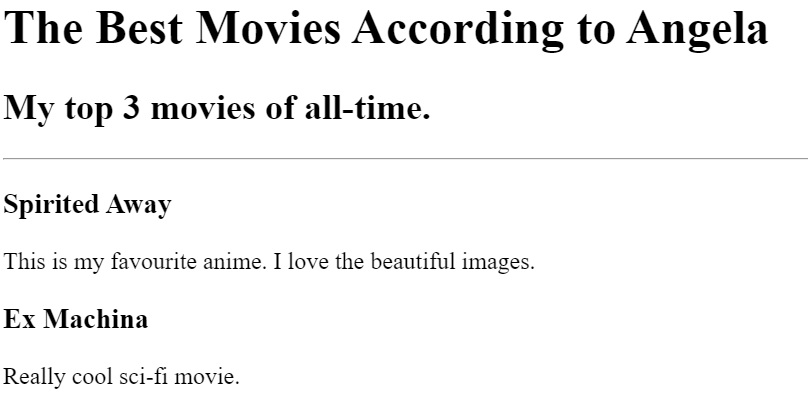 The Best Movies According to Angela
My top 3 movies of all-time.
Spirited Away
This is my favourite anime. I love the beautiful images.
Ex Machina
Really cool sci-fi movie.